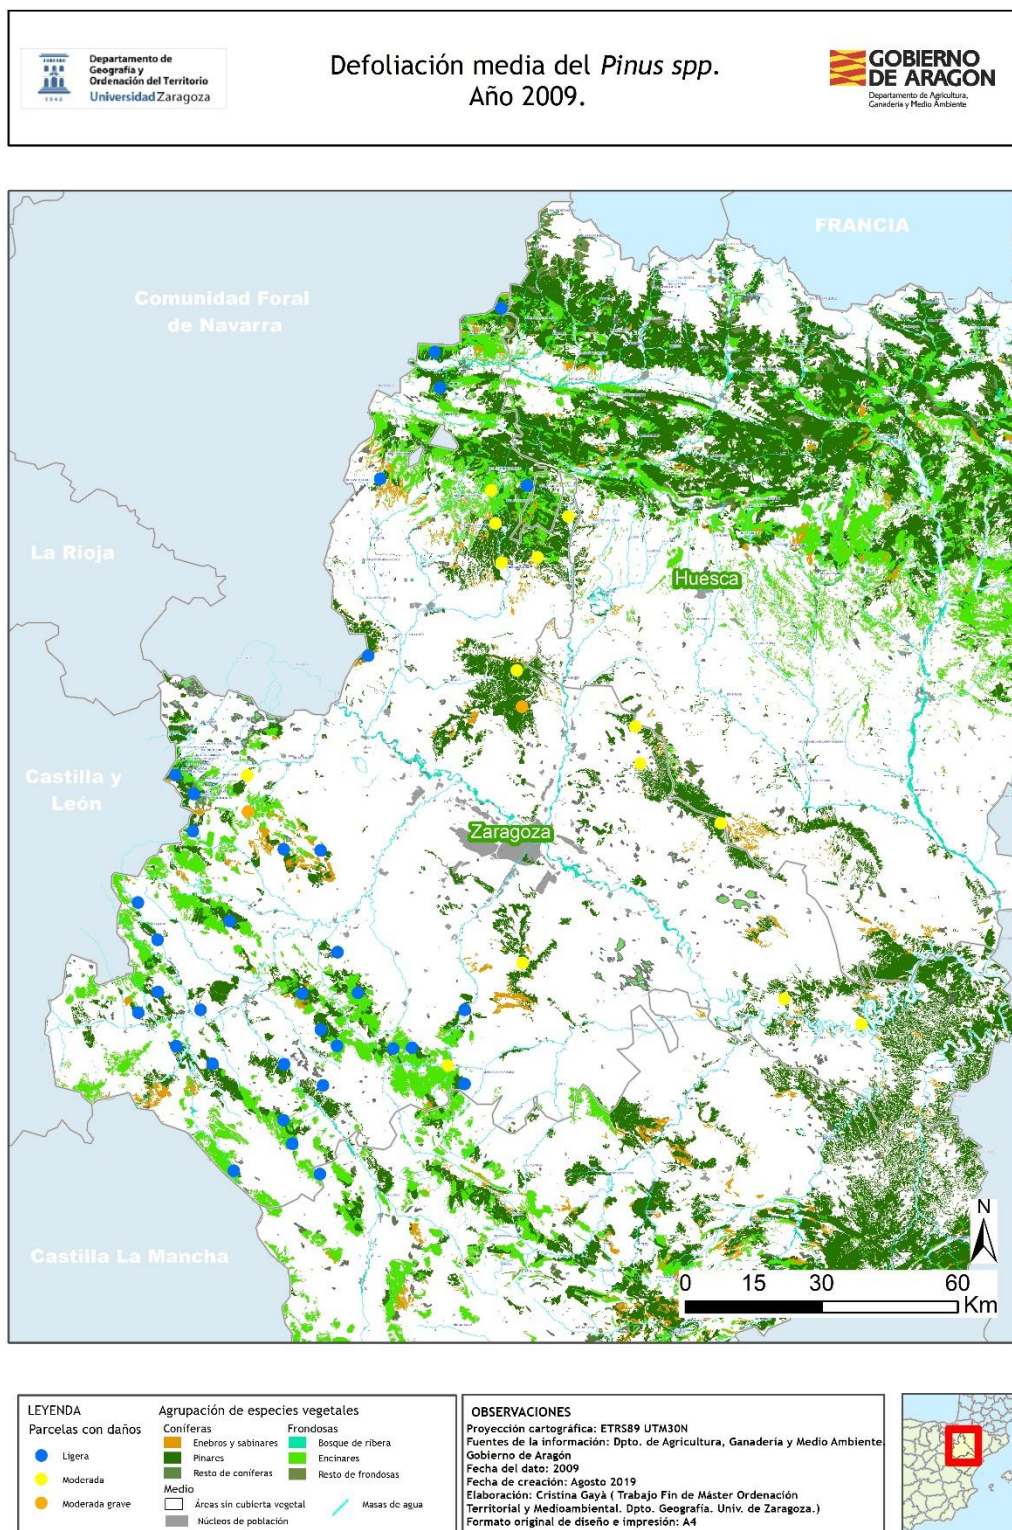 Departamento de
Geografía y
Ordenación del Territorio
Universidad Zaragoza
1542
Defoliación media del Pinus spp.
Año 2009.
GOBIERNO
DE ARAGON
Departamento de Agricultura,
Ganadería y Medio Ambiente
FRANCIA
Comunidad Foral
de Navarra
La Rioja
Huesca
Castilla y
León
Zaragoza
Castilla La Mancha
N
0 15 30 60
Km
LEYENDA
Parcelas con daños
Ligera
Moderada
Moderada grave
Agrupación de especies vegetales
Coníferas
Enebros y sabinares
Pinares
Resto de coníferas
Frondosas
Bosque de ribera
Encinares
Resto de frondosas
Medio
Áreas sin cubierta vegetal
Núcleos de población
Masas de agua
OBSERVACIONES
Proyección cartográfica: ETRS89 UTM30N
Fuentes de la información: Dpto. de Agricultura, Ganadería y Medio Ambiente.
Gobierno de Aragón
Fecha del dato: 2009
Fecha de creación: Agosto 2019
Elaboración: Cristina Gayà ( Trabajo Fin de Máster Ordenación
Territorial y Medioambiental. Dpto. Geografía. Univ. de Zaragoza.)
Formato original de diseño e impresión: A4